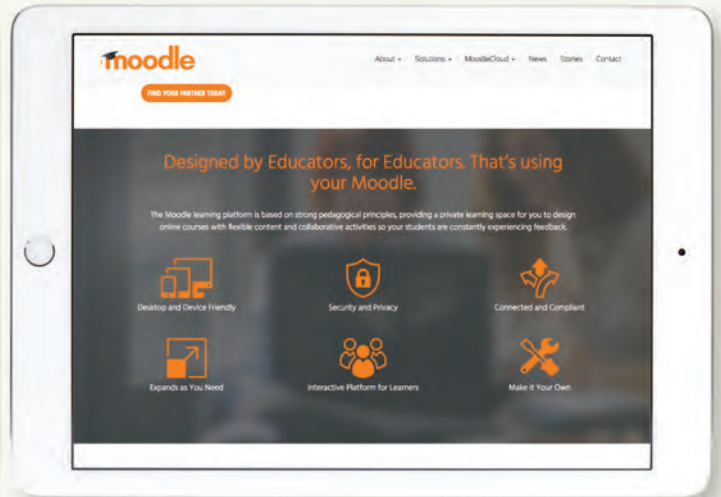 moodle
About Solutions MoodleCloud News Stories Contact
FIND YOUR PARTNER TODAY
Designed by Educators, for Educators. That's using
your Moodle.
The Moodle learning platform is based on strong pedagogical principles, providing a private learning space for you to design
online courses with flexible content and collaborative activities so your students are constantly experiencing feedback.
Desktop and Device Friendly
Security and Privacy
Connected and Compliant
Expands as You Need
Interactive Platform for Learners
Make it Your Own